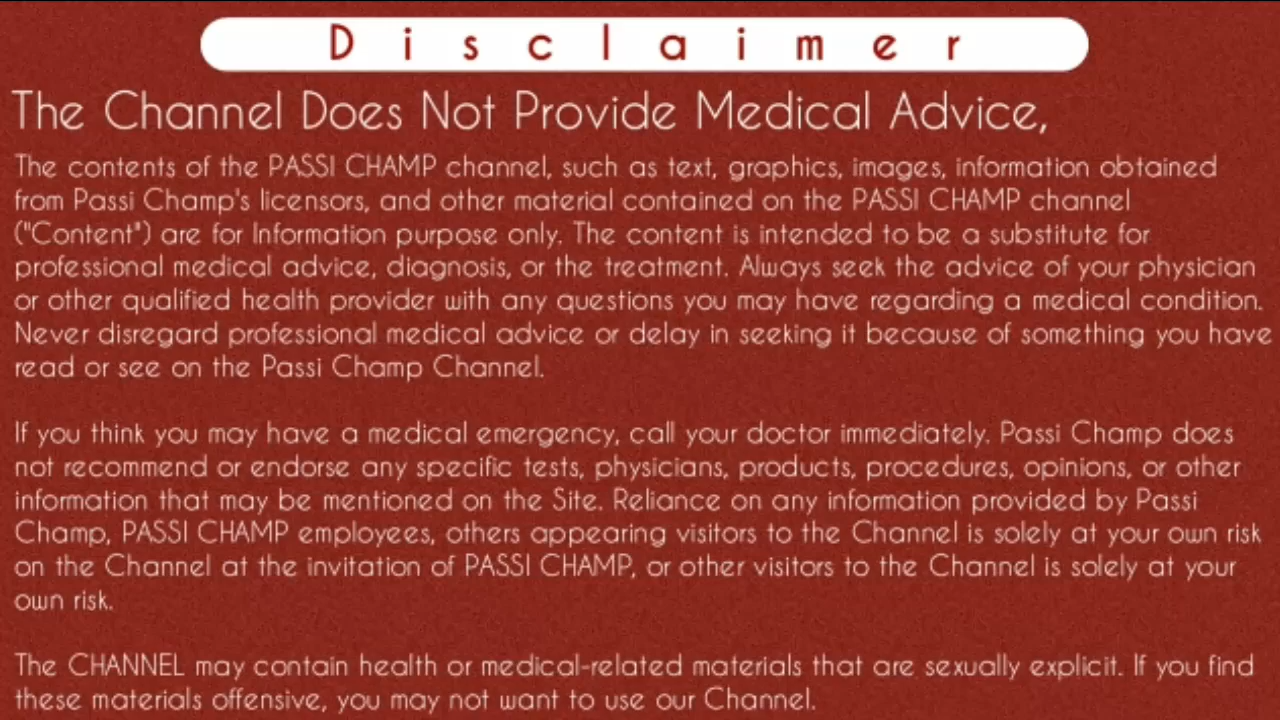 Disclaimer
The Channel Does Not Provide Medical Advice,
The contents of the PASSI CHAMP channel, such as text, graphics, images, information obtained
from Passi Champ's licensors, and other material contained on the PASSI CHAMP channel
("Content") are for Information purpose only. The content is intended to be a substitute for
professional medical advice, diagnosis, or the treatment. Always seek the advice of your physician
or other qualified health provider with any questions you may have regarding a medical condition.
Never disregard professional medical advice or delay in seeking it because of something you have
read or see on the Passi Champ Channel.
If you think you may have a medical emergency, call your doctor immediately. Passi Champ does
not recommend or endorse any specific tests, physicians, products, procedures, opinions, or other
information that may be mentioned on the Site. Reliance on any information provided by Passi
Champ, PASSI CHAMP employees, others appearing visitors to the Channel is solely at your own risk
on the Channel at the invitation of PASSI CHAMP, or other visitors to the Channel is solely at your
own risk.
The CHANNEL may contain health or medical-related materials that are sexually explicit. If you find
these materials offensive, you may not want to use our Channel.